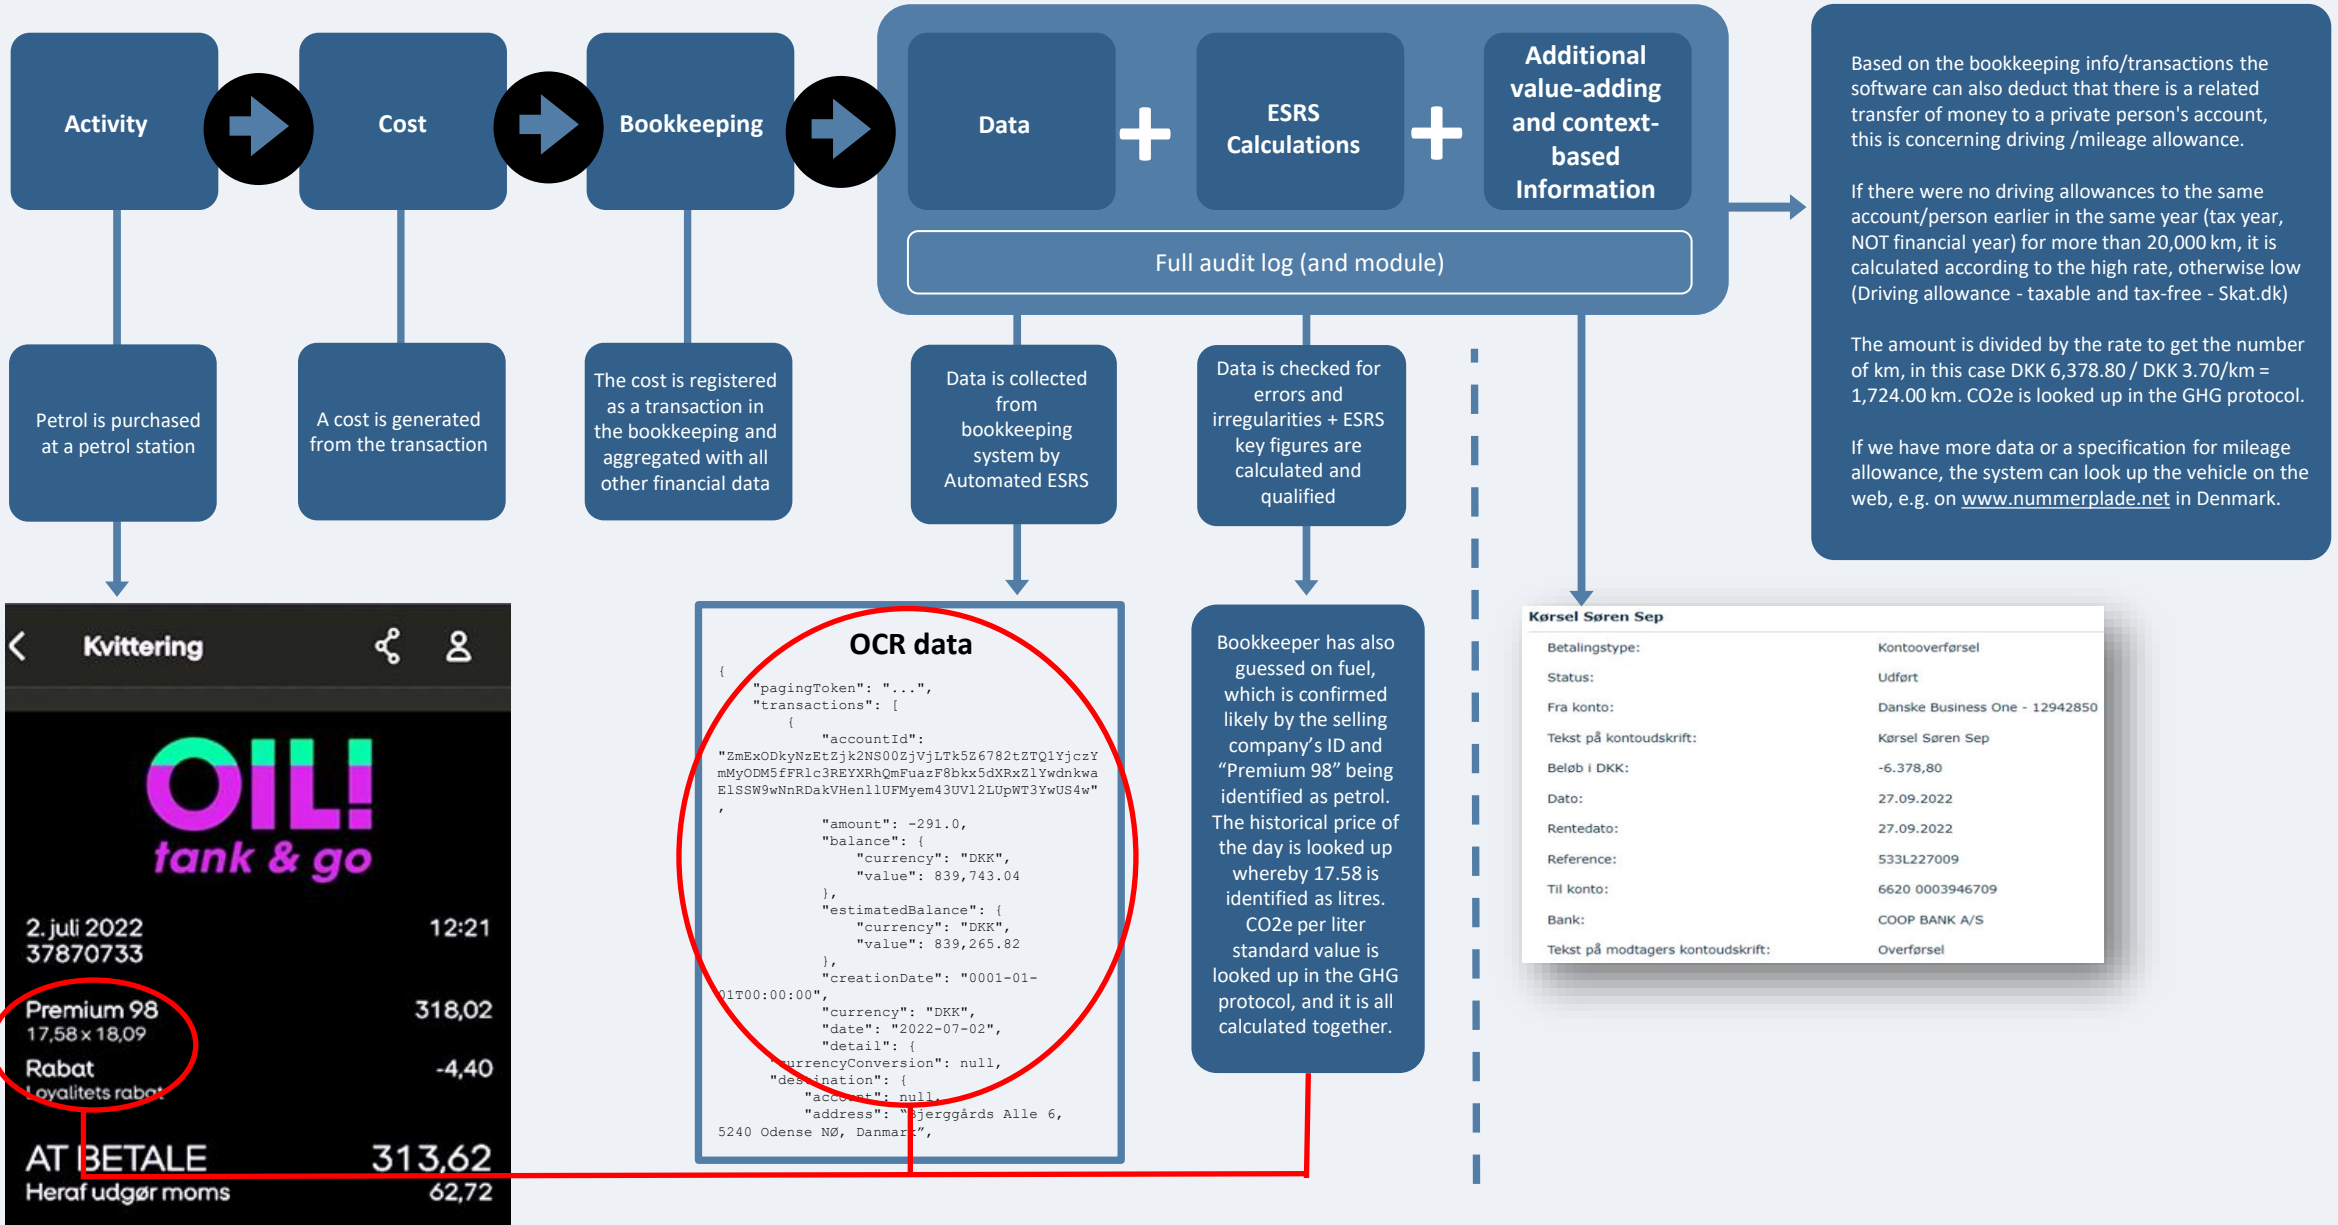 Activity
Cost
Bookkeeping
Data
ESRS
Calculations
Additional
value-adding
and context-
based
Information
Full audit log (and module)
Petrol is purchased
at a petrol station
A cost is generated
from the transaction
The cost is registered
as a transaction in
the bookkeeping and
aggregated with all
other financial data
Data is collected
from
bookkeeping
system by
Automated ESRS
Data is checked for
errors and
irregularities + ESRS
key figures are
calculated and
qualified
Based on the bookkeeping info/transactions the
software can also deduct that there is a related
transfer of money to a private person's account,
this is concerning driving /mileage allowance.
If there were no driving allowances to the same
account/person earlier in the same year (tax year,
NOT financial year) for more than 20,000 km, it is
calculated according to the high rate, otherwise low
(Driving allowance - taxable and tax-free - Skat.dk)
The amount is divided by the rate to get the number
of km, in this case DKK 6,378.80 / DKK 3.70/km =
1,724.00 km. CO2e is looked up in the GHG protocol.
If we have more data or a specification for mileage
allowance, the system can look up the vehicle on the
web, e.g. on www.nummerplade.net in Denmark.
Kvittering
OIL!
tank & go
2. juli 2022 12:21
37870733
Premium 98 318,02
17,58 x 18,09
Rabat -4,40
Loyalitets rabat
AT BETALE 313,62
Heraf udgør moms 62,72
OCR data
{
"pagingToken": "...",
"transactions": [
{
"accountId":
"ZmExODkyNzEtZjk2NS00ZjVjLTk5Z6782tZTQ1YjczY
mMyODM5fFRlc3REYXRhQmFuazF8bkx5dXRxZlYwdnkwa
ElSSW9wNnRDakVHenllUFMyem43UVl2LUpWT3YwUS4w"
,
"amount": -291.0,
"balance": {
"currency": "DKK",
"value": 839,743.04
},
"estimatedBalance": {
"currency": "DKK",
"value": 839,265.82
},
"creationDate": "0001-01-
01T00:00:00",
"currency": "DKK",
"date": "2022-07-02",
"detail": {
"currencyConversion": null,
"destination": {
"account": null,
"address": “Bjerggårds Alle 6,
5240 Odense NØ, Danmark”,
Bookkeeper has also
guessed on fuel,
which is confirmed
likely by the selling
company’s ID and
“Premium 98” being
identified as petrol.
The historical price of
the day is looked up
whereby 17.58 is
identified as litres.
CO2e per liter
standard value is
looked up in the GHG
protocol, and it is all
calculated together.
Kørsel Søren Sep
Betalingstype: Kontooverførsel
Status: Udført
Fra konto: Danske Business One - 12942850
Tekst på kontoudskrift: Kørsel Søren Sep
Beløb i DKK: -6.378,80
Dato: 27.09.2022
Rentedato: 27.09.2022
Reference: 533L227009
Til konto: 6620 0003946709
Bank: COOP BANK A/S
Tekst på modtagers kontoudskrift: Overførsel